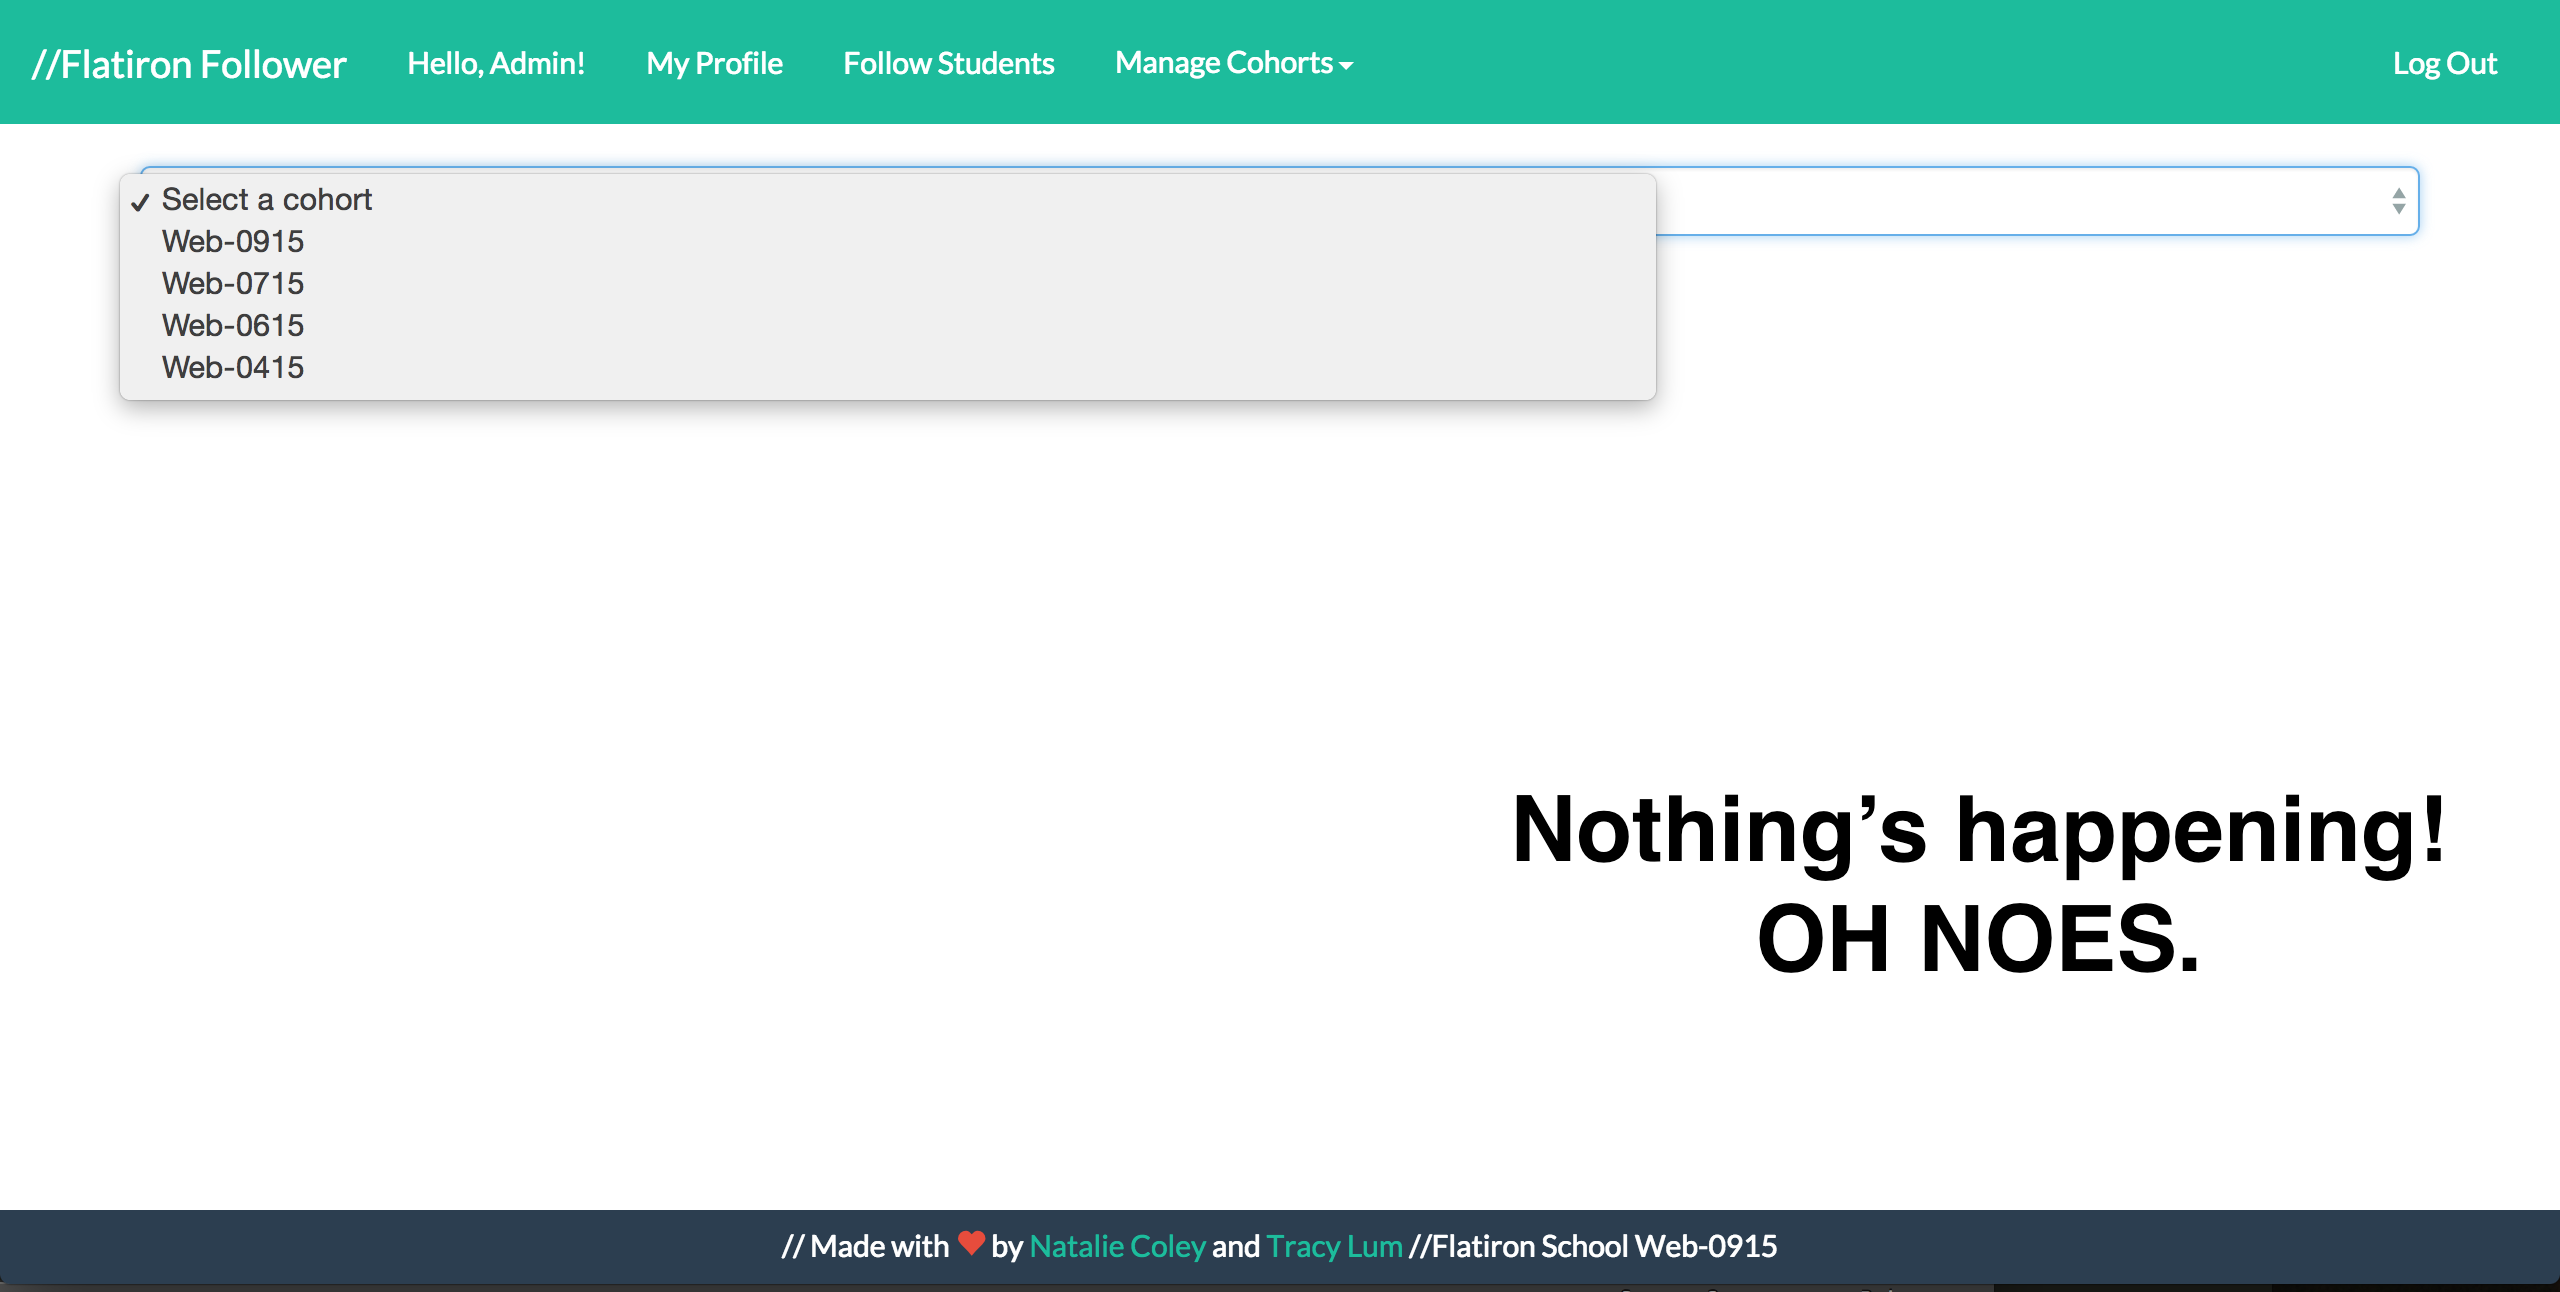 //Flatiron Follower Hello, Admin! My Profile Follow Students Manage Cohorts Log Out
Select a cohort
Web-0915
Web-0715
Web-0615
Web-0415
Nothing’s happening!
OH NOES.
// Made with by Natalie Coley and Tracy Lum //Flatiron School Web-0915